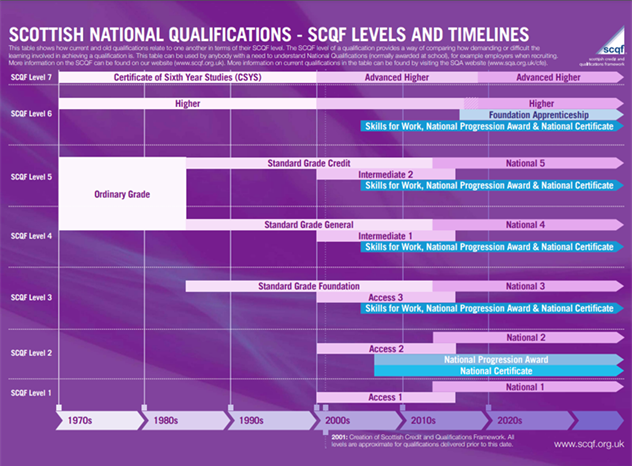 SCOTTISH NATIONAL QUALIFICATIONS - SCQF LEVELS AND TIMELINES
This table shows how current and old qualifications relate to one another in terms of their SCQF level. The SCQF level of a qualification provides a way of comparing how demanding or difficult the
learning involved in achieving a qualification is. This table can be used by anybody with a need to understand National Qualifications (normally awarded at school), for example employers when recruiting.
More information on the SCQF can be found on our website (www.scqf.org.uk). More information on current qualifications in the table can be found by visiting the SQA website (www.sqa.org.uk/cfe).
scqf
scottish credit and
qualifications framework
SCQF Level 7 Certificate of Sixth Year Studies (CSYS) Advanced Higher Advanced Higher
Higher Higher
SCQF Level 6 Foundation Apprenticeship
Skills for Work, National Progression Award & National Certificate
Standard Grade Credit National 5
SCQF Level 5 Intermediate 2
Skills for Work, National Progression Award & National Certificate
Ordinary Grade
Standard Grade General National 4
SCQF Level 4 Intermediate 1
Skills for Work, National Progression Award & National Certificate
Standard Grade Foundation National 3
SCQF Level 3 Access 3
Skills for Work, National Progression Award & National Certificate
National 2
SCQF Level 2 Access 2
National Progression Award
National Certificate
SCQF Level 1 National 1
Access 1
1970s 1980s 1990s 2000s 2010s 2020s
2001: Creation of Scottish Credit and Qualifications Framework. All
levels are approximate for qualifications delivered prior to this date.
www.scqf.org.uk